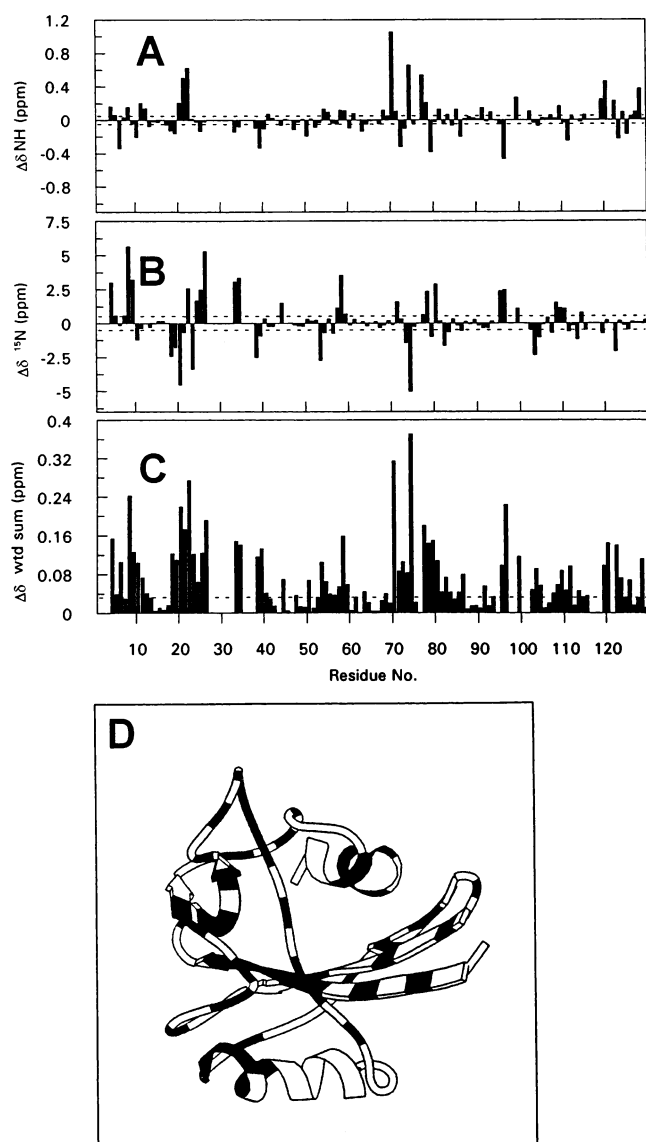 A
1.2
0.8
0.4
0
-0.4
-0.8
Δδ NH (ppm)
B
7.5
5
2.5
0
-2.5
-5
Δδ ¹⁵N (ppm)
C
0.4
0.32
0.24
0.16
0.08
0
Δδ wtd sum (ppm)
10 20 30 40 50 60 70 80 90 100 110 120
Residue No.
D